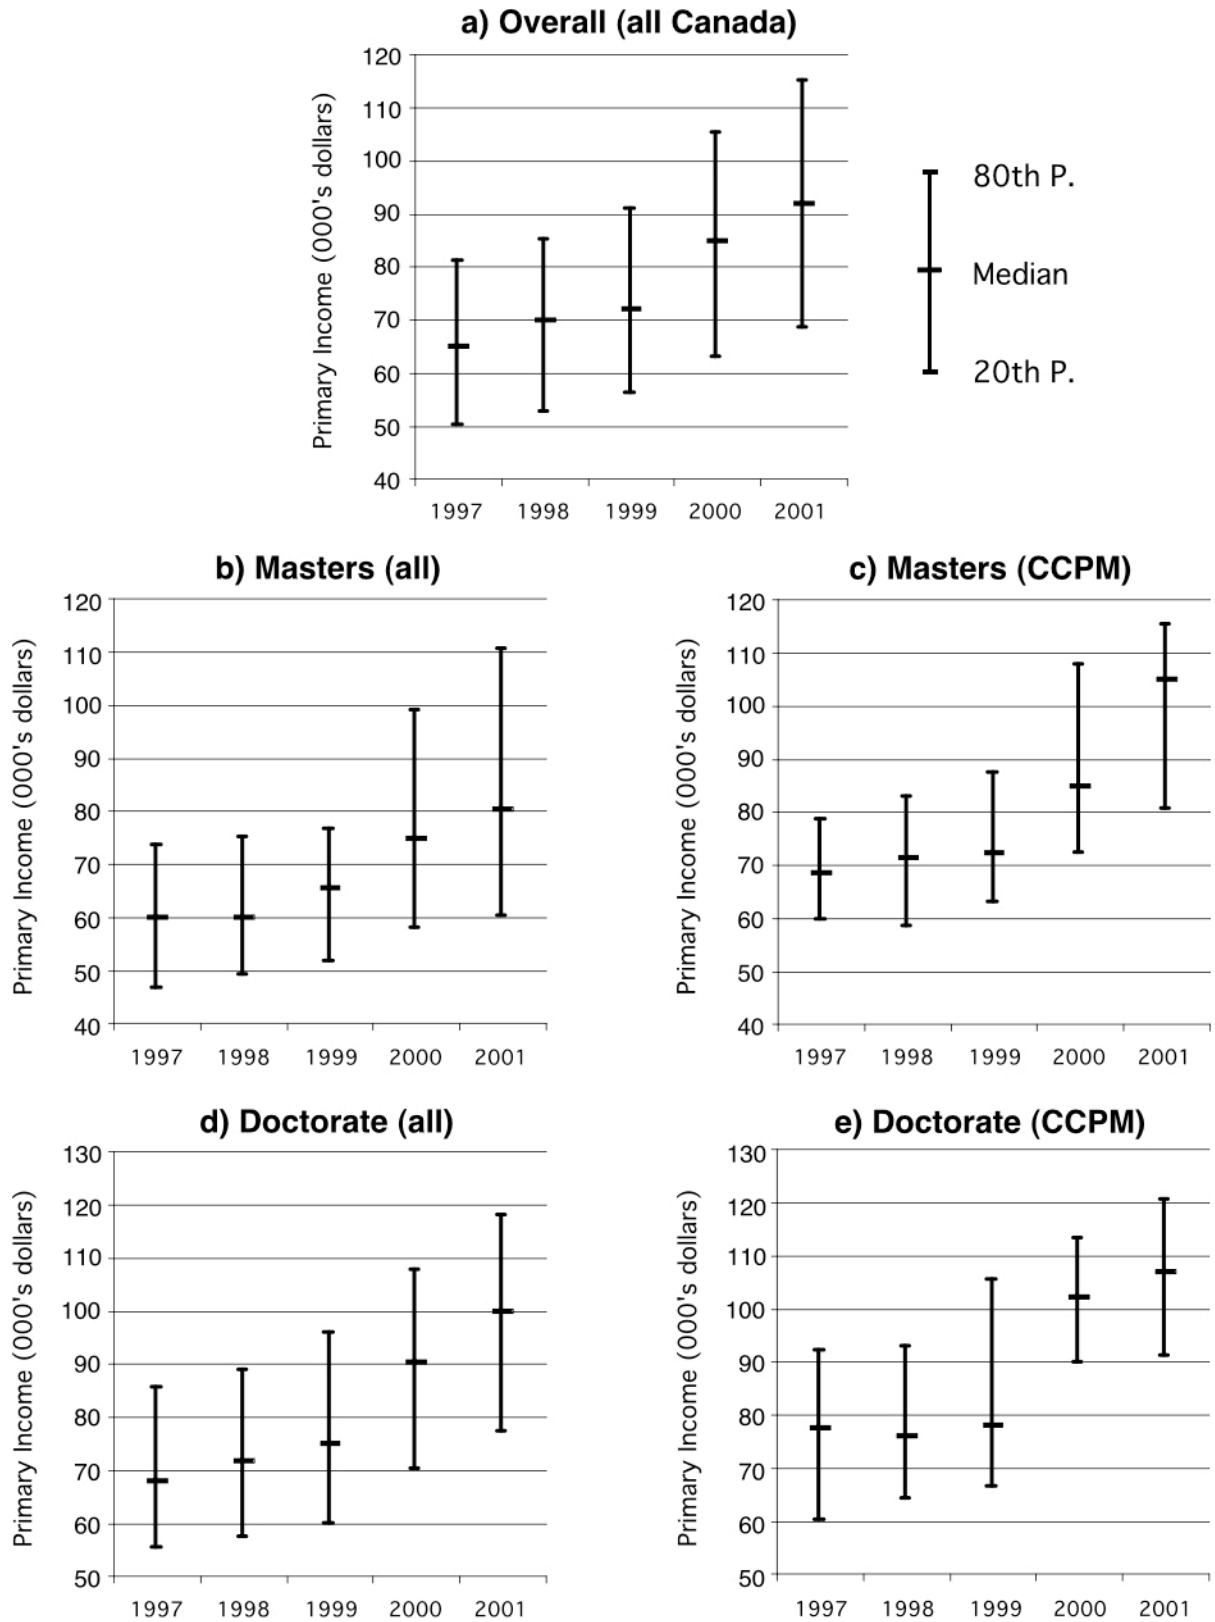 a) Overall (all Canada)
Primary Income (000's dollars)
120
110
100
90
80
70
60
50
40
1997 1998 1999 2000 2001
80th P.
Median
20th P.
b) Masters (all)
Primary Income (000's dollars)
120
110
100
90
80
70
60
50
40
1997 1998 1999 2000 2001
c) Masters (CCPM)
Primary Income (000's dollars)
120
110
100
90
80
70
60
50
40
1997 1998 1999 2000 2001
d) Doctorate (all)
Primary Income (000's dollars)
130
120
110
100
90
80
70
60
50
1997 1998 1999 2000 2001
e) Doctorate (CCPM)
Primary Income (000's dollars)
130
120
110
100
90
80
70
60
50
1997 1998 1999 2000 2001